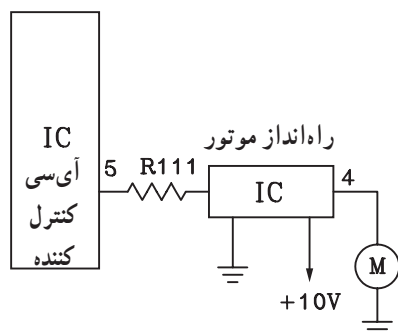 IC
آی‌سی
کنترل
کننده
5
R111
راه‌انداز موتور
IC
4
M
+10V